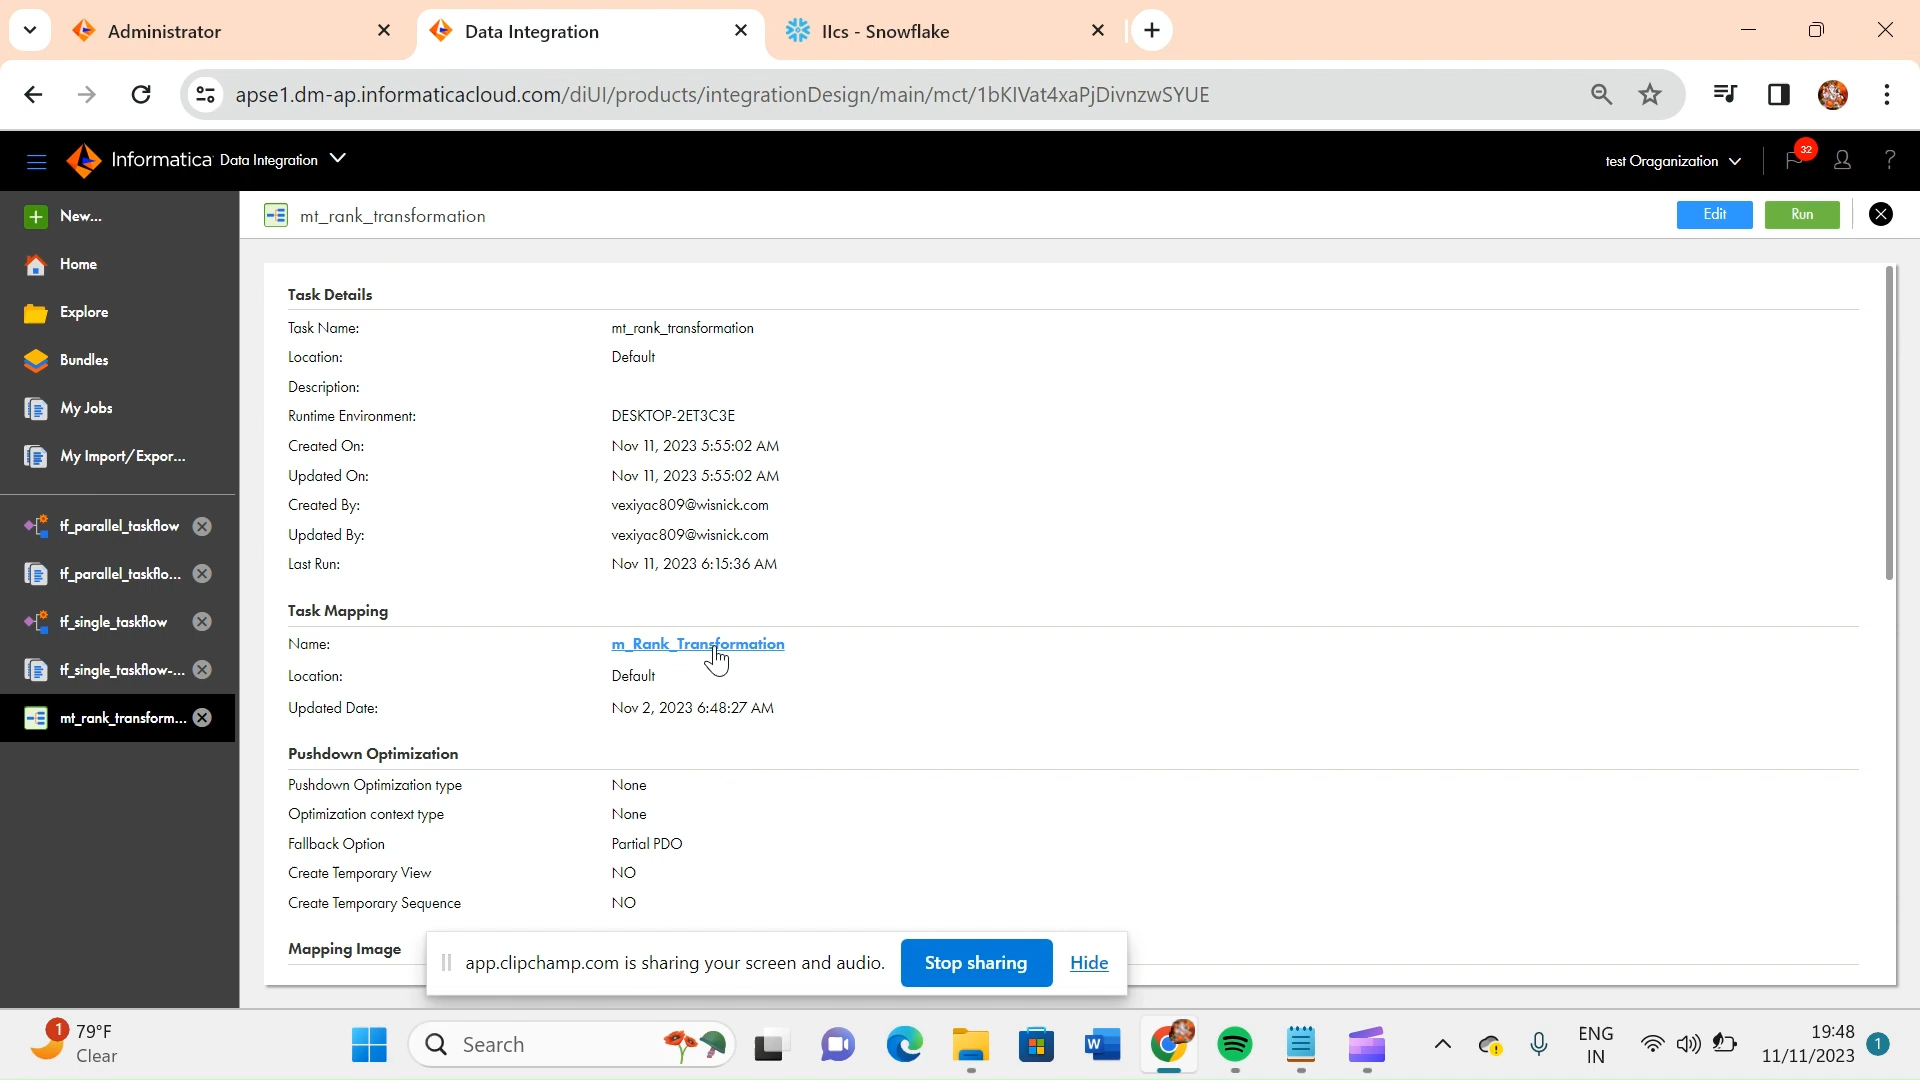 Administrator
Data Integration
IIcs - Snowflake
apse1.dm-ap.informaticacloud.com/diUI/products/integrationDesign/main/mct/1bKIVat4xaPjDivnzwSYUE
Informatica Data Integration
test Oraganization
32
?
New...
mt_rank_transformation
Edit
Run
Home
Explore
Bundles
My Jobs
My Import/Expor...
tf_parallel_taskflow
tf_parallel_taskflo...
tf_single_taskflow
tf_single_taskflow-...
mt_rank_transform...
Task Details
Task Name: mt_rank_transformation
Location: Default
Description:
Runtime Environment: DESKTOP-2ET3C3E
Created On: Nov 11, 2023 5:55:02 AM
Updated On: Nov 11, 2023 5:55:02 AM
Created By: vexiyac809@wisnick.com
Updated By: vexiyac809@wisnick.com
Last Run: Nov 11, 2023 6:15:36 AM
Task Mapping
Name: m_Rank_Transformation
Location: Default
Updated Date: Nov 2, 2023 6:48:27 AM
Pushdown Optimization
Pushdown Optimization type None
Optimization context type None
Fallback Option Partial PDO
Create Temporary View NO
Create Temporary Sequence NO
Mapping Image
app.clipchamp.com is sharing your screen and audio.
Stop sharing
Hide
1
79°F
Clear
Search
W
ENG
IN
19:48
11/11/2023
1